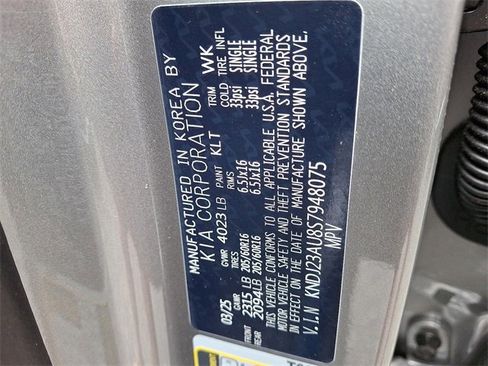 MANUFACTURED IN KOREA BY
KIA CORPORATION
03/25 GVWR 4023 LB PAINT KLT TRIM WK
GAWR TIRES RIMS COLD TIRE INFL
FRONT 2315 LB 205/60R16 6.5Jx16 33psi SINGLE
REAR 2094LB 205/60R16 6.5Jx16 33psi SINGLE
THIS VEHICLE CONFORMS TO ALL APPLICABLE U.S.A. FEDERAL
MOTOR VEHICLE SAFETY AND THEFT PREVENTION STANDARDS
IN EFFECT ON THE DATE OF MANUFACTURE SHOWN ABOVE.
V.I.N KNDJ23AU8S7948075
MPV